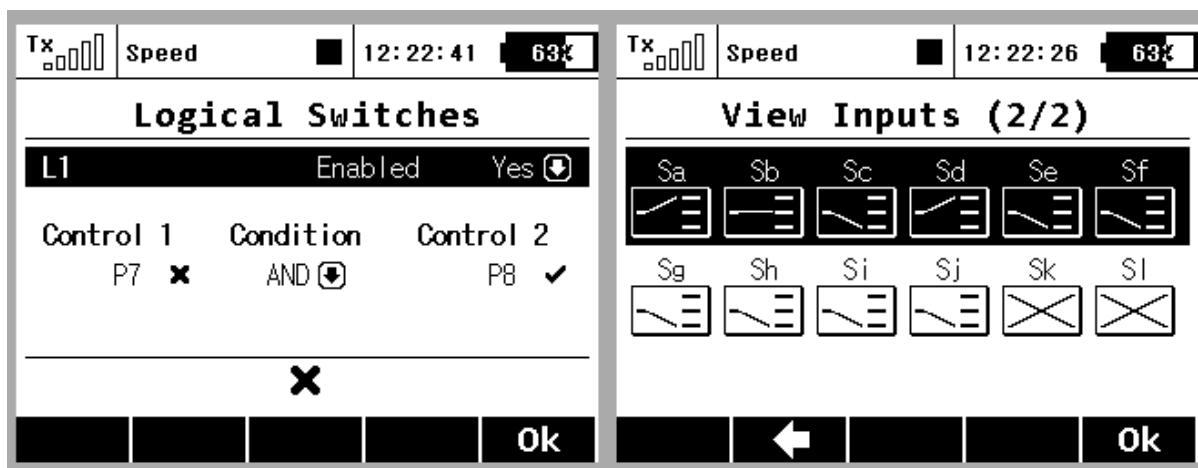 Tx Speed 12:22:41 63%
Logical Switches
L1 Enabled Yes
Control 1 Condition Control 2
P7 AND P8
Ok
Tx Speed 12:22:26 63%
View Inputs (2/2)
Sa Sb Sc Sd Se Sf
Sg Sh Si Sj Sk Sl
Ok